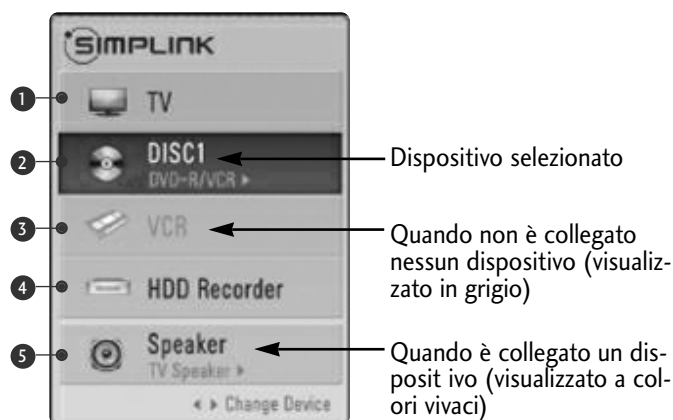 SIMPLINK
1 TV
2 DISC1
DVD-R/VCR ▸
Dispositivo selezionato
3 VCR
Quando non è collegato
nessun dispositivo (visualiz-
zato in grigio)
4 HDD Recorder
5 Speaker
TV Speaker ▸
Quando è collegato un dis-
posit ivo (visualizzato a col-
ori vivaci)
◂ ▸ Change Device